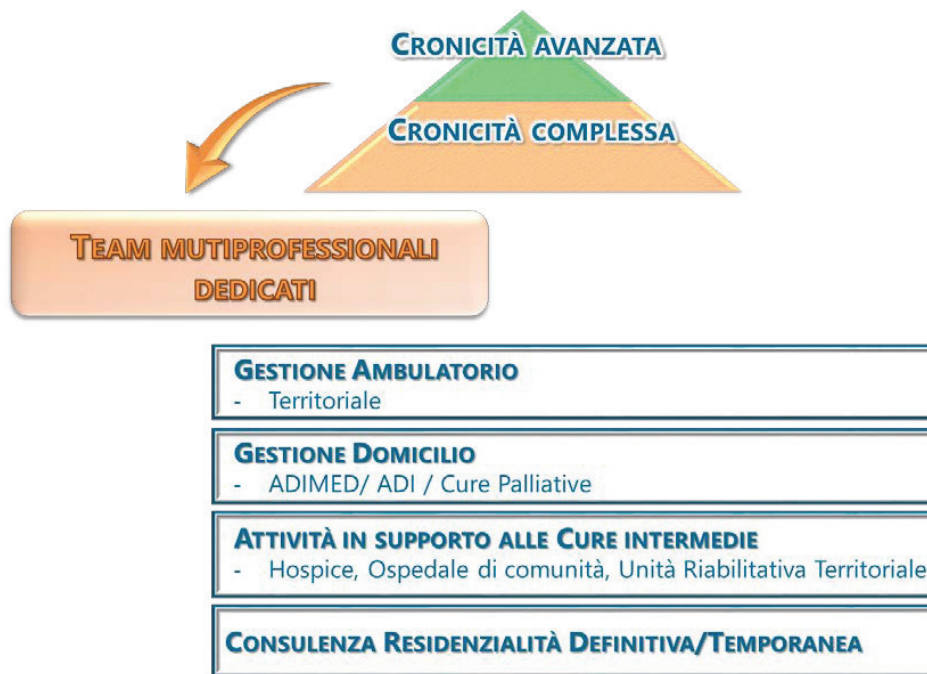 CRONICITÀ AVANZATA
CRONICITÀ COMPLESSA
TEAM MUTIPROFESSIONALI
DEDICATI
GESTIONE AMBULATORIO
- Territoriale
GESTIONE DOMICILIO
- ADIMED/ ADI / Cure Palliative
ATTIVITÀ IN SUPPORTO ALLE CURE INTERMEDIE
- Hospice, Ospedale di comunità, Unità Riabilitativa Territoriale
CONSULENZA RESIDENZIALITÀ DEFINITIVA/TEMPORANEA